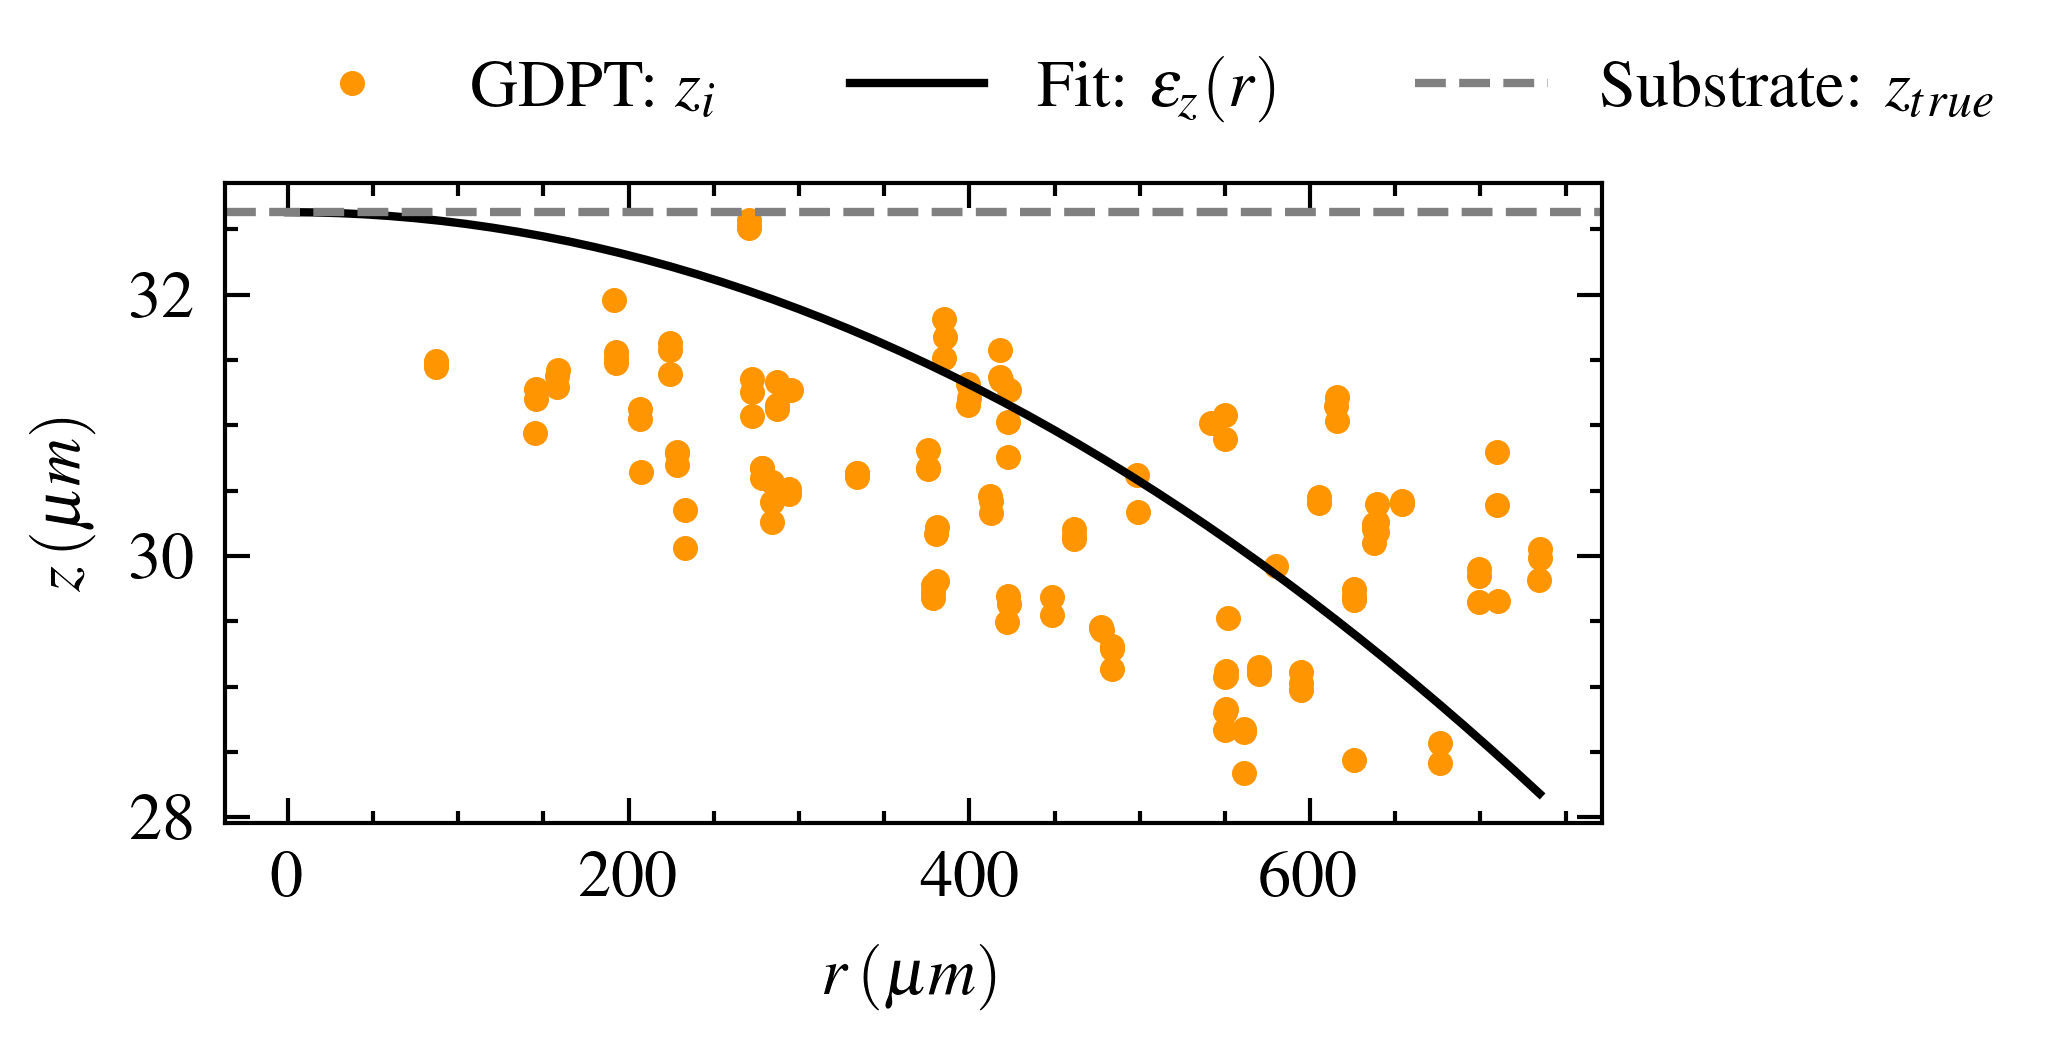 GDPT: z_i Fit: ε_z(r) Substrate: z_true
32
30
28
z (μm)
0 200 400 600
r (μm)